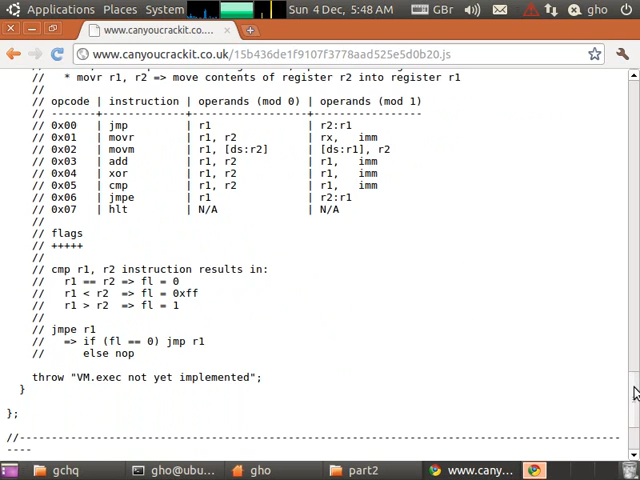 Applications Places System Sun 4 Dec, 5:48 AM GBr gho
www.canyoucrackit.co....
www.canyoucrackit.co.uk/15b436de1f9107f3778aad525e5d0b20.js
// * movr r1, r2 => move contents of register r2 into register r1
//
// opcode | instruction | operands (mod 0) | operands (mod 1)
// -------+-------------+------------------+-----------------
// 0x00 | jmp | r1 | r2:r1
// 0x01 | movr | r1, r2 | rx, imm
// 0x02 | movm | r1, [ds:r2] | [ds:r1], r2
// 0x03 | add | r1, r2 | r1, imm
// 0x04 | xor | r1, r2 | r1, imm
// 0x05 | cmp | r1, r2 | r1, imm
// 0x06 | jmpe | r1 | r2:r1
// 0x07 | hlt | N/A | N/A
//
// flags
// +++++
//
// cmp r1, r2 instruction results in:
// r1 == r2 => fl = 0
// r1 < r2 => fl = 0xff
// r1 > r2 => fl = 1
//
// jmpe r1
// => if (fl == 0) jmp r1
// else nop
throw "VM.exec not yet implemented";
}
};
//----------------------------------------------------------------------------------------------
----
gchq gho@ubu... gho part2 www.cany...